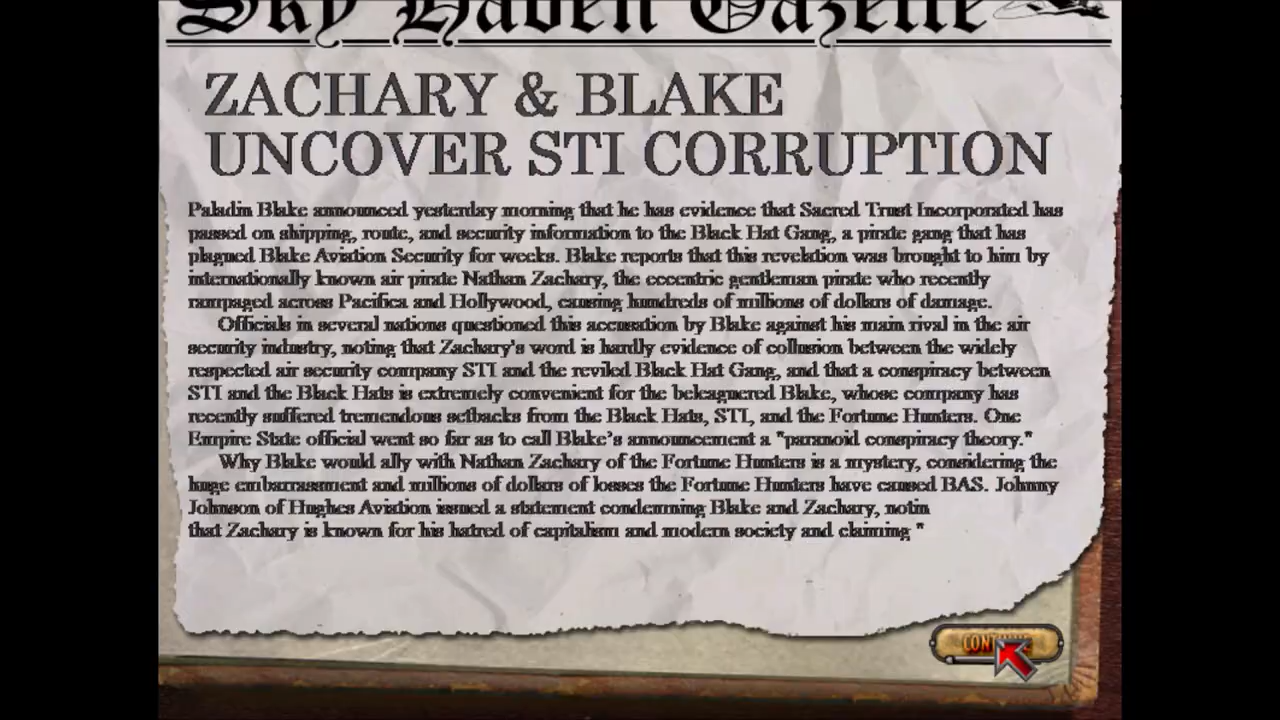 Sky Haven Gazette
ZACHARY & BLAKE
UNCOVER STI CORRUPTION
Paladin Blake announced yesterday morning that he has evidence that Sacred Trust Incorporated has
passed on shipping, route, and security information to the Black Hat Gang, a pirate gang that has
plagued Blake Aviation Security for weeks. Blake reports that this revelation was brought to him by
internationally known air pirate Nathan Zachary, the eccentric gentleman pirate who recently
rampaged across Pacifica and Hollywood, causing hundreds of millions of dollars of damage.
Officials in several nations questioned this accusation by Blake against his main rival in the air
security industry, noting that Zachary's word is hardly evidence of collusion between the widely
respected air security company STI and the reviled Black Hat Gang, and that a conspiracy between
STI and the Black Hats is extremely convenient for the beleaguered Blake, whose company has
recently suffered tremendous setbacks from the Black Hats, STI, and the Fortune Hunters. One
Empire State official went so far as to call Blake's announcement a "paranoid conspiracy theory."
Why Blake would ally with Nathan Zachary of the Fortune Hunters is a mystery, considering the
huge embarrassment and millions of dollars of losses the Fortune Hunters have caused BAS. Johnny
Johnson of Hughes Aviation issued a statement condemning Blake and Zachary, notin
that Zachary is known for his hatred of capitalism and modern society and claiming "